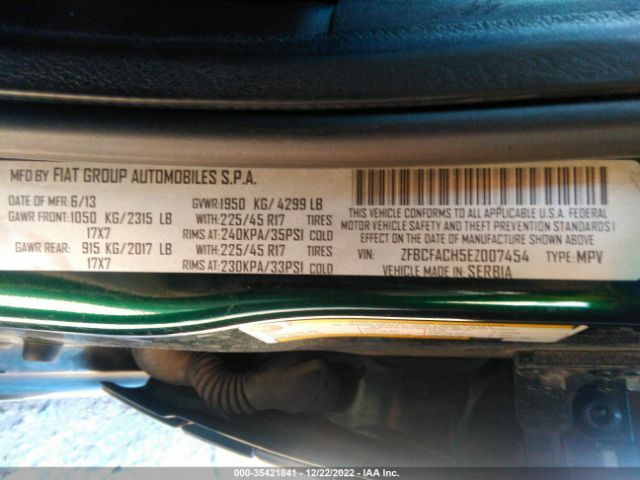 MFD BY FIAT GROUP AUTOMOBILES S.P.A.
DATE OF MFR: 6/13 GVWR: 1950 KG/ 4299 LB
GAWR FRONT: 1050 KG/2315 LB WITH: 225/45 R17 TIRES
17X7 RIMS AT: 240KPA/35PSI COLD
GAWR REAR: 915 KG/2017 LB WITH: 225/45 R17 TIRES
17X7 RIMS AT: 230KPA/33PSI COLD
THIS VEHICLE CONFORMS TO ALL APPLICABLE U.S.A. FEDERAL
MOTOR VEHICLE SAFETY AND THEFT PREVENTION STANDARDS
IN EFFECT ON THE DATE OF MANUFACTURE SHOWN ABOVE.
VIN: ZFBCFACH5EZ007454 TYPE: MPV
VEHICLE MADE IN SERBIA
000-35421841 - 12/22/2022 - IAA Inc.